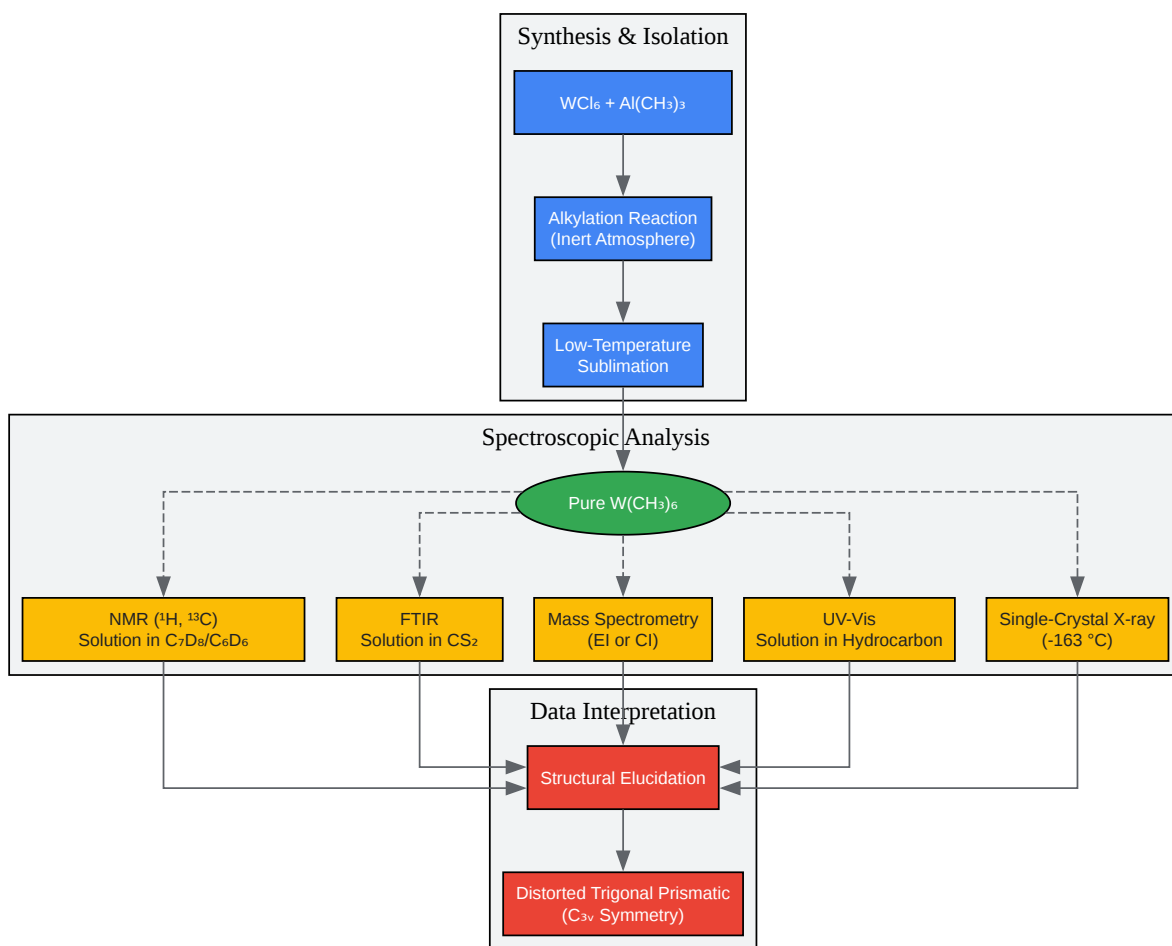 Synthesis & Isolation
WCl₆ + Al(CH₃)₃
Alkylation Reaction
(Inert Atmosphere)
Low-Temperature
Sublimation
Spectroscopic Analysis
Pure W(CH₃)₆
NMR (¹H, ¹³C)
Solution in C₇D₈/C₆D₆
FTIR
Solution in CS₂
Mass Spectrometry
(EI or CI)
UV-Vis
Solution in Hydrocarbon
Single-Crystal X-ray
(-163 °C)
Data Interpretation
Structural Elucidation
Distorted Trigonal Prismatic
(C₃ᵥ Symmetry)